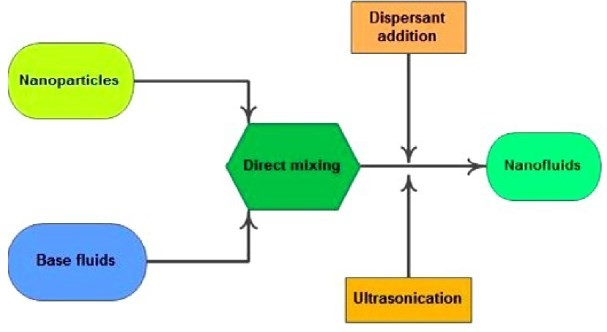 Dispersant
addition
Nanoparticles
Direct mixing
Nanofluids
Base fluids
Ultrasonication